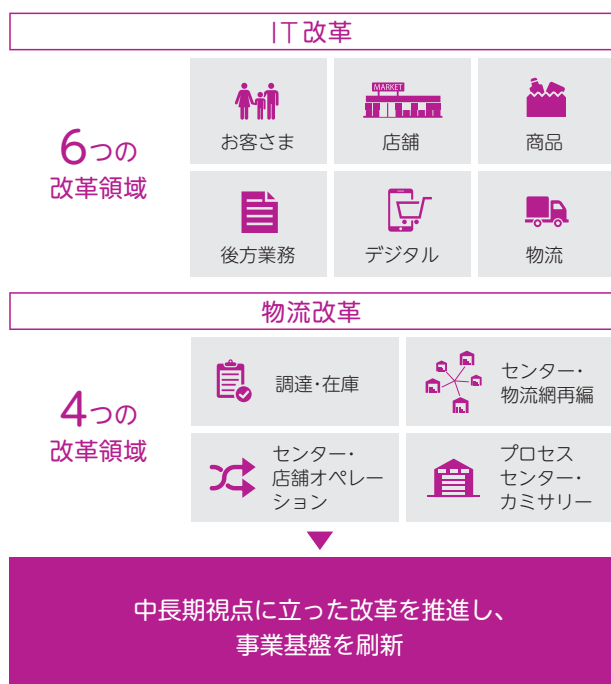 IT改革
6つの
改革領域
お客さま
MARKET
店舗
商品
後方業務
デジタル
物流
物流改革
4つの
改革領域
調達・在庫
センター・
物流網再編
センター・
店舗オペレー
ション
プロセス
センター・
カミサリー
中長期視点に立った改革を推進し、
事業基盤を刷新